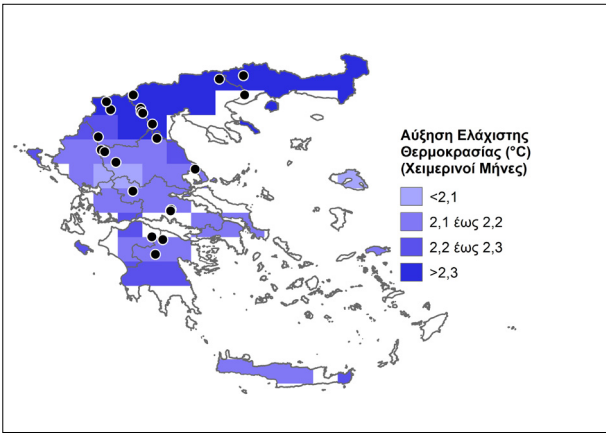 Αύξηση Ελάχιστης
Θερμοκρασίας (°C)
(Χειμερινοί Μήνες)
<2,1
2,1 έως 2,2
2,2 έως 2,3
>2,3